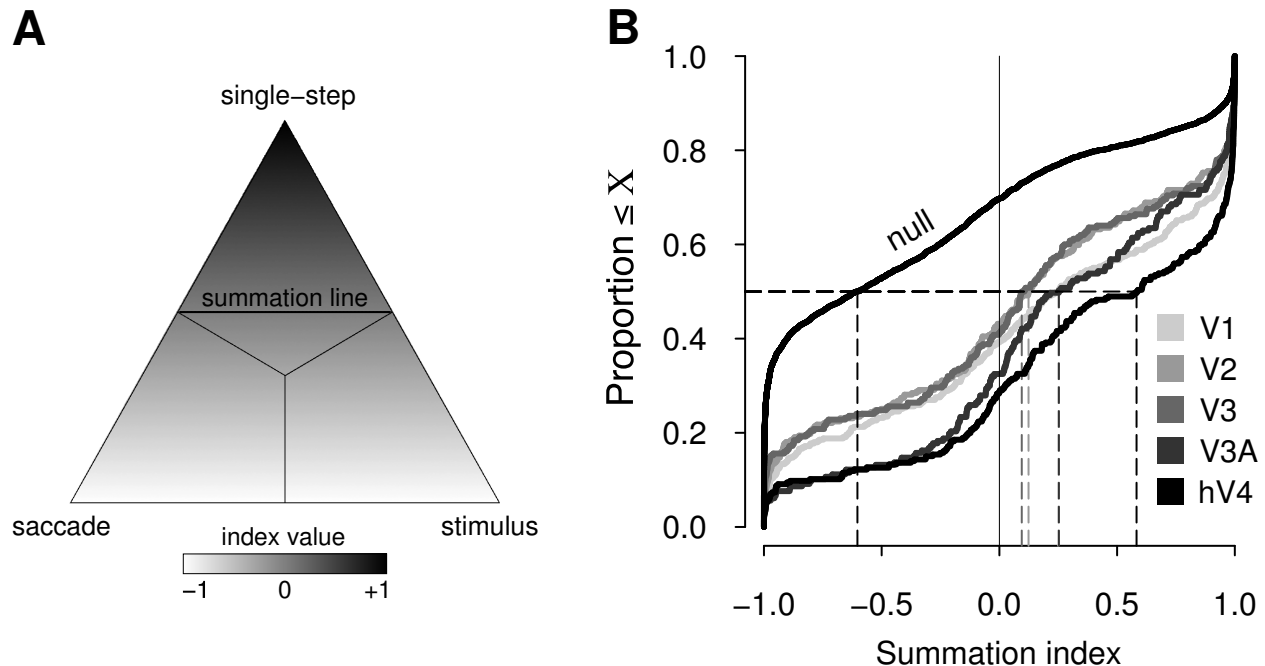 A
single−step
summation line
saccade
stimulus
index value
−1
0
+1
B
1.0
0.8
0.6
0.4
0.2
0.0
Proportion ≤ X
null
V1
V2
V3
V3A
hV4
−1.0
−0.5
0.0
0.5
1.0
Summation index